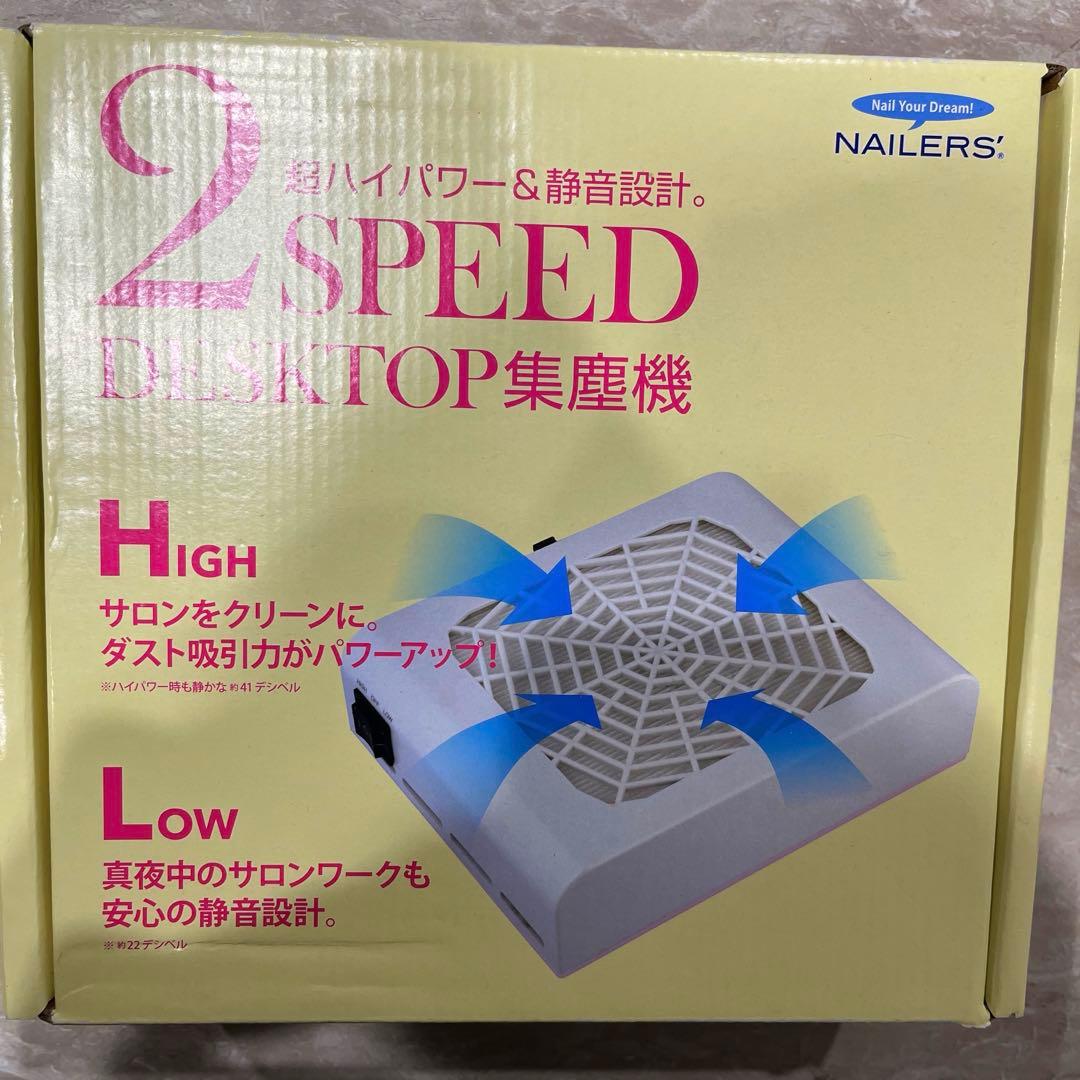 Nail Your Dream!
NAILERS'®
超ハイパワー&静音設計。
2 SPEED
DESKTOP集塵機
HIGH
サロンをクリーンに。
ダスト吸引力がパワーアップ!
※ハイパワー時も静かな 約41デシベル
HIGH OFF LOW
LOW
真夜中のサロンワークも
安心の静音設計。
※ 約22デシベル